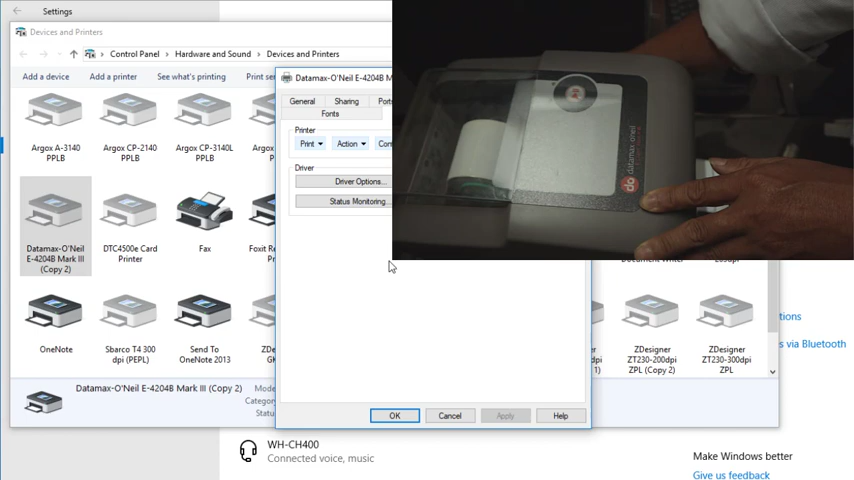 Settings
Devices and Printers
Control Panel > Hardware and Sound > Devices and Printers
Add a device
Add a printer
See what's printing
Print
Argox A-3140
PPLB
Argox CP-2140
PPLB
Argox CP-3140L
PPLB
Datamax-O'Neil
E-4204B Mark III
(Copy 2)
DTC4500e Card
Printer
Fax
Foxit
OneNote
Sbarco T4 300
dpi (PEPL)
Send To
OneNote 2013
Datamax-O'Neil E-4204B M
General
Sharing
Fonts
Printer
Print
Action
Driver
Driver Options...
Status Monitoring...
OK
Cancel
Apply
Help
datamax·oneil
ZDesigner
ZT230-200dpi
ZPL (Copy 2)
ZDesigner
ZT230-300dpi
ZPL
Datamax-O'Neil E-4204B Mark III (Copy 2)
s via Bluetooth
WH-CH400
Connected voice, music
Make Windows better
Give us feedback